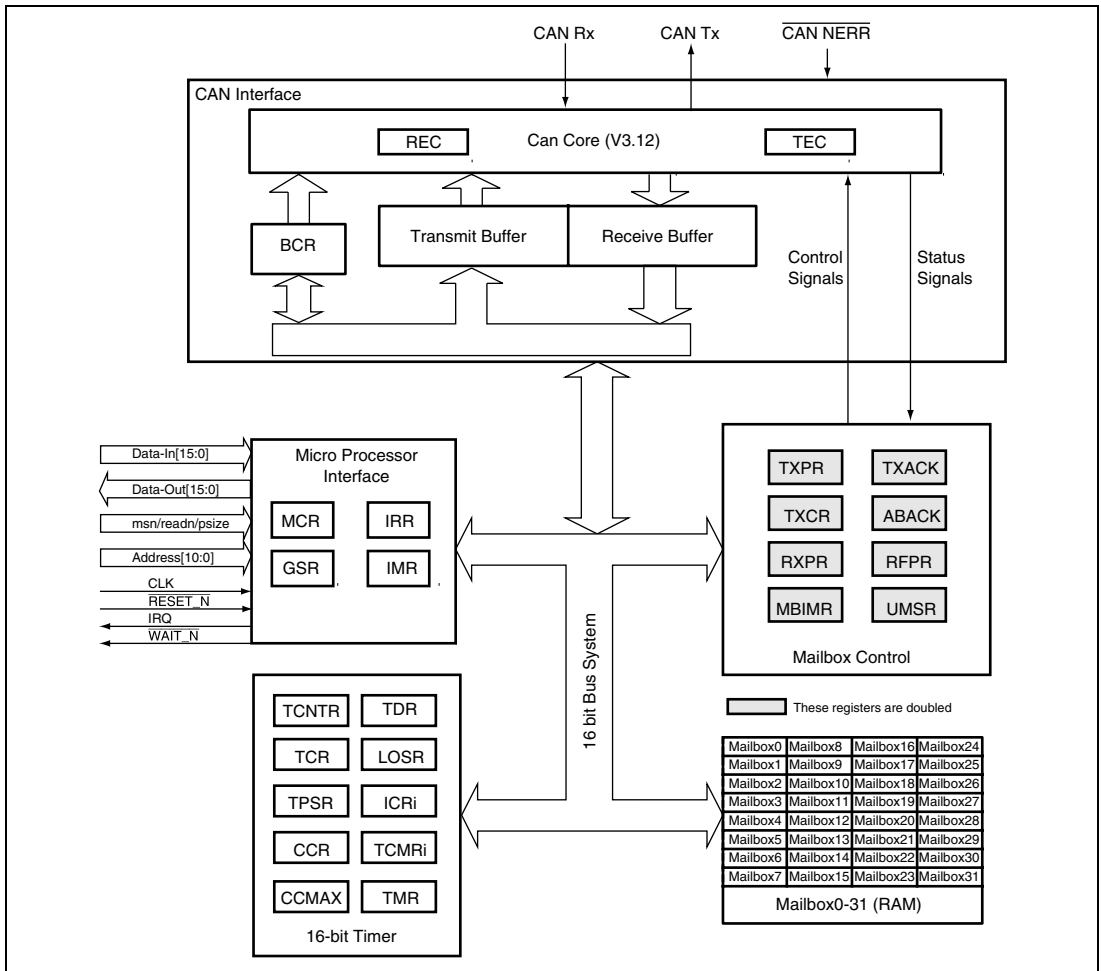 CAN Rx CAN Tx CAN NERR
CAN Interface
REC Can Core (V3.12) TEC
BCR Transmit Buffer Receive Buffer
Control
Signals
Status
Signals
Data-In[15:0]
Data-Out[15:0]
msn/readn/psize
Address[10:0]
CLK
RESET_N
IRQ
WAIT_N
Micro Processor
Interface
MCR IRR
GSR IMR
16 bit Bus System
TXPR TXACK
TXCR ABACK
RXPR RFPR
MBIMR UMSR
Mailbox Control
These registers are doubled
TCNTR TDR
TCR LOSR
TPSR ICRi
CCR TCMRi
CCMAX TMR
16-bit Timer
Mailbox0 Mailbox8 Mailbox16 Mailbox24
Mailbox1 Mailbox9 Mailbox17 Mailbox25
Mailbox2 Mailbox10 Mailbox18 Mailbox26
Mailbox3 Mailbox11 Mailbox19 Mailbox27
Mailbox4 Mailbox12 Mailbox20 Mailbox28
Mailbox5 Mailbox13 Mailbox21 Mailbox29
Mailbox6 Mailbox14 Mailbox22 Mailbox30
Mailbox7 Mailbox15 Mailbox23 Mailbox31
Mailbox0-31 (RAM)